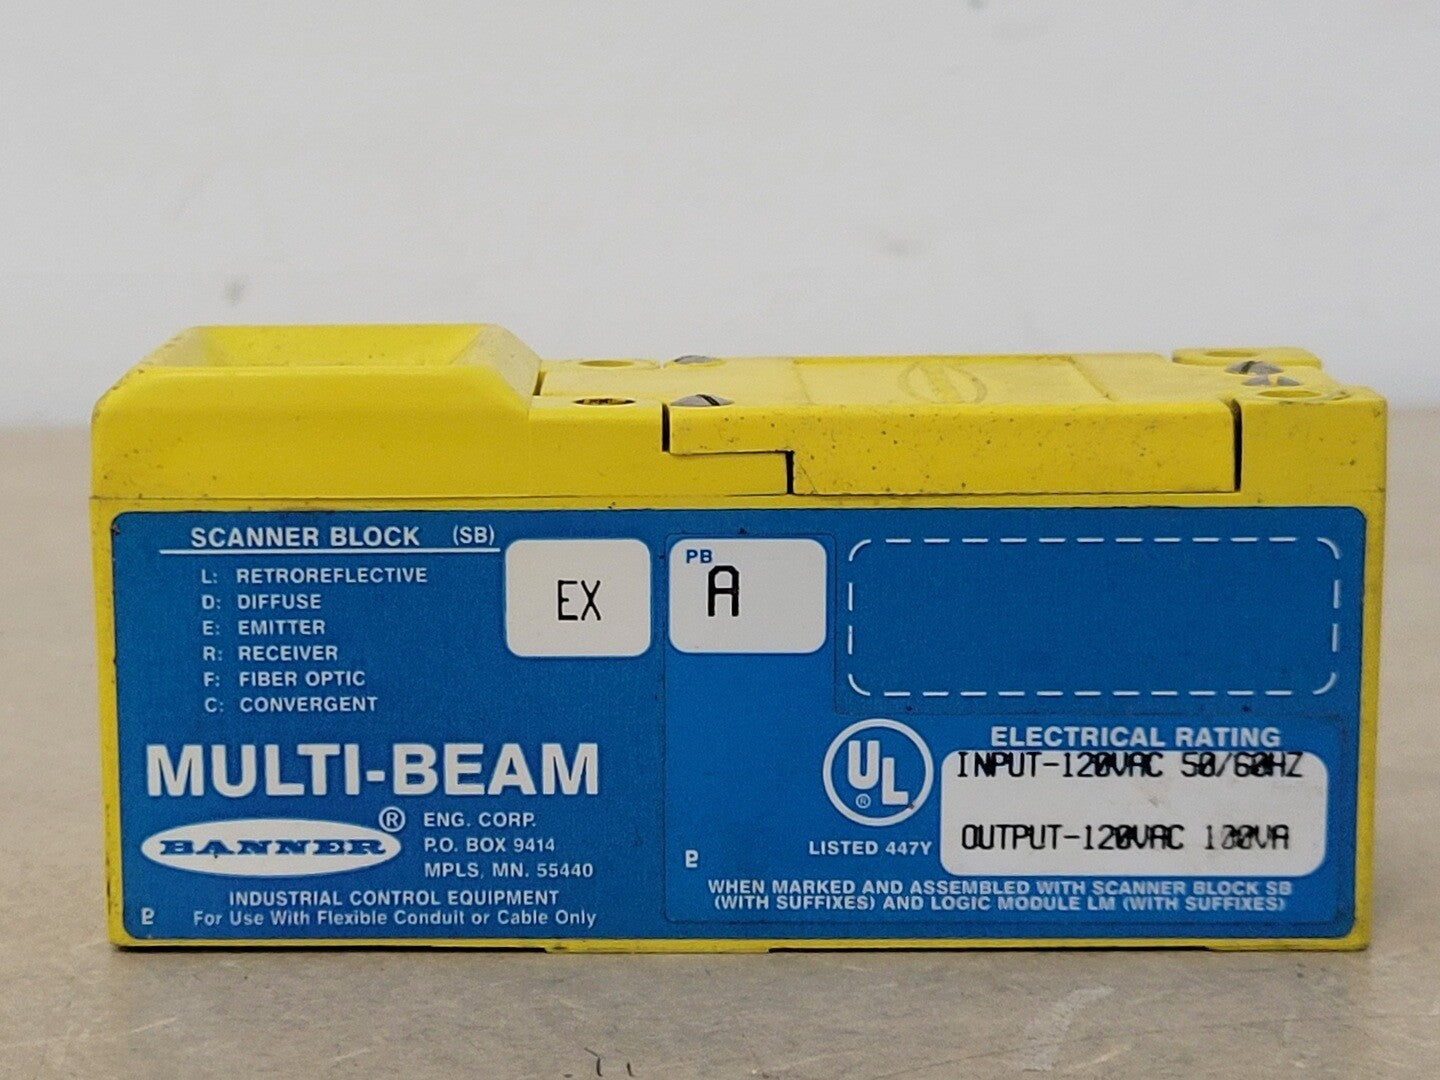 SCANNER BLOCK (SB)
L: RETROREFLECTIVE
D: DIFFUSE
E: EMITTER
R: RECEIVER
F: FIBER OPTIC
C: CONVERGENT
EX
PB
A
MULTI-BEAM
BANNER ®
ENG. CORP.
P.O. BOX 9414
MPLS, MN. 55440
INDUSTRIAL CONTROL EQUIPMENT
For Use With Flexible Conduit or Cable Only
UL ®
LISTED 447Y
ELECTRICAL RATING
INPUT-120VAC 50/60HZ
OUTPUT-120VAC 100VA
WHEN MARKED AND ASSEMBLED WITH SCANNER BLOCK SB
(WITH SUFFIXES) AND LOGIC MODULE LM (WITH SUFFIXES)